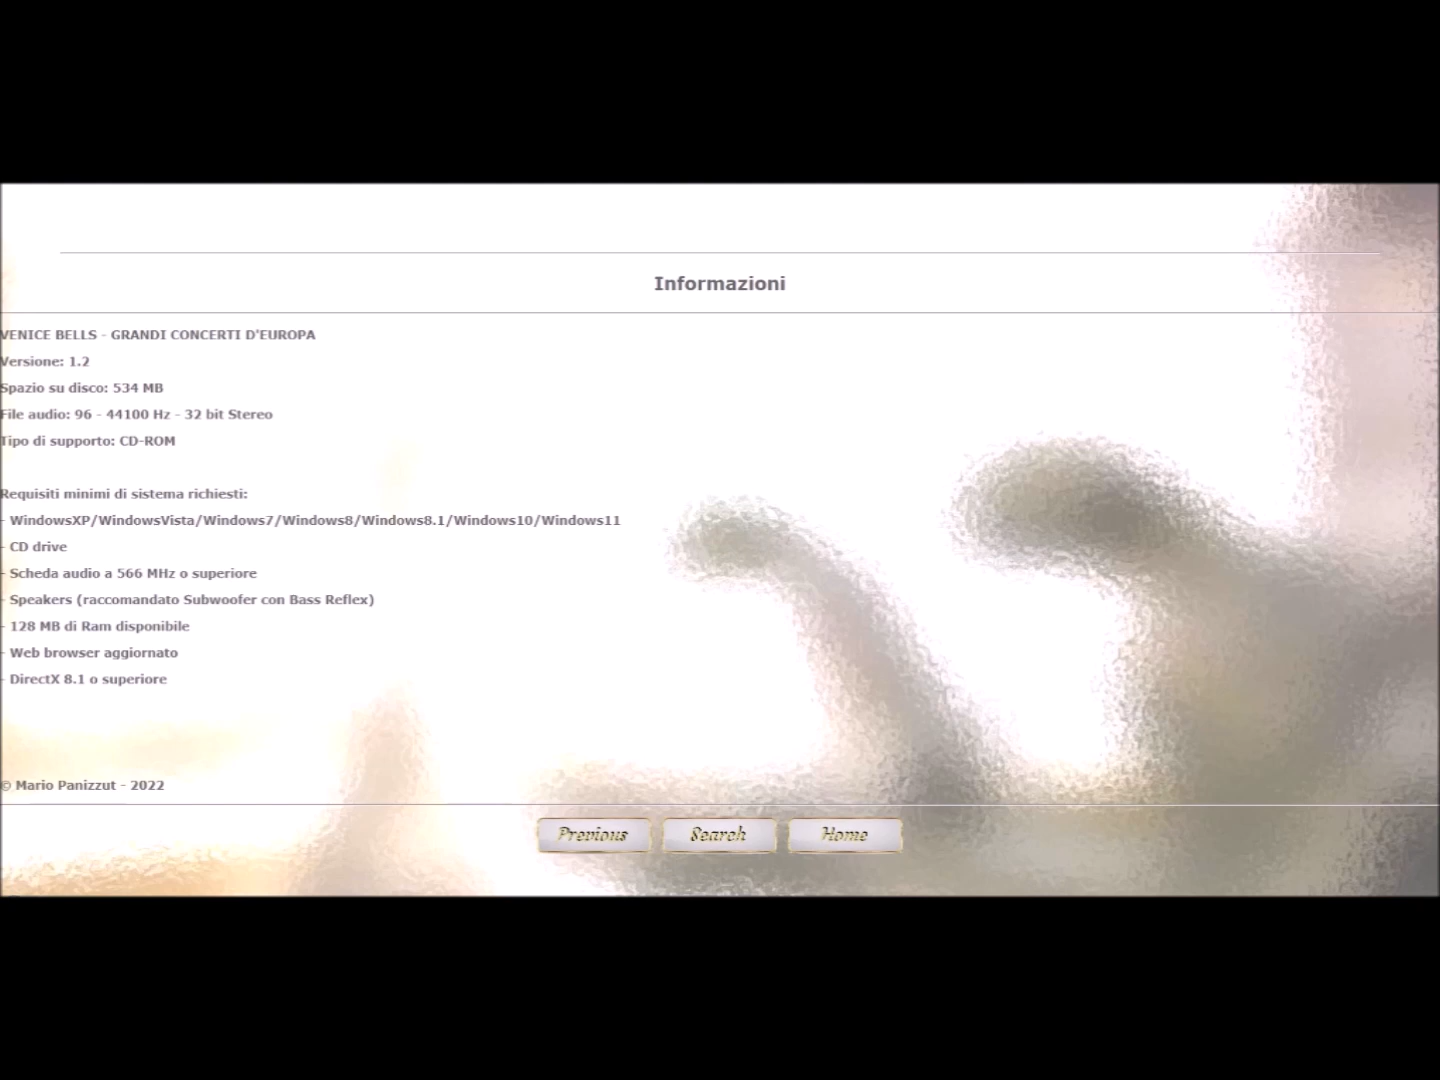 Informazioni
VENICE BELLS - GRANDI CONCERTI D'EUROPA
Versione: 1.2
Spazio su disco: 534 MB
File audio: 96 - 44100 Hz - 32 bit Stereo
Tipo di supporto: CD-ROM
Requisiti minimi di sistema richiesti:
- WindowsXP/WindowsVista/Windows7/Windows8/Windows8.1/Windows10/Windows11
- CD drive
- Scheda audio a 566 MHz o superiore
- Speakers (raccomandato Subwoofer con Bass Reflex)
- 128 MB di Ram disponibile
- Web browser aggiornato
- DirectX 8.1 o superiore
© Mario Panizzut - 2022
Previous Search Home